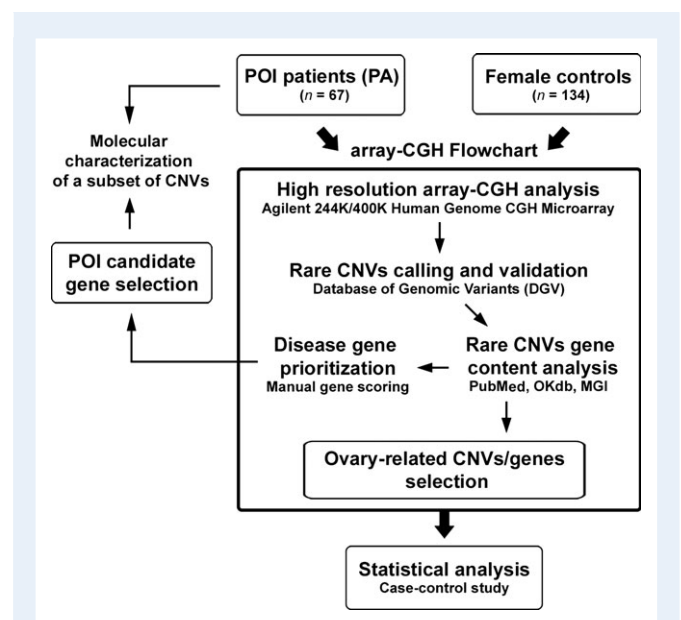 POI patients (PA)
(n = 67)
Female controls
(n = 134)
Molecular
characterization
of a subset of CNVs
array-CGH Flowchart
High resolution array-CGH analysis
Agilent 244K/400K Human Genome CGH Microarray
POI candidate
gene selection
Rare CNVs calling and validation
Database of Genomic Variants (DGV)
Disease gene
prioritization
Manual gene scoring
Rare CNVs gene
content analysis
PubMed, OKdb, MGI
Ovary-related CNVs/genes
selection
Statistical analysis
Case-control study